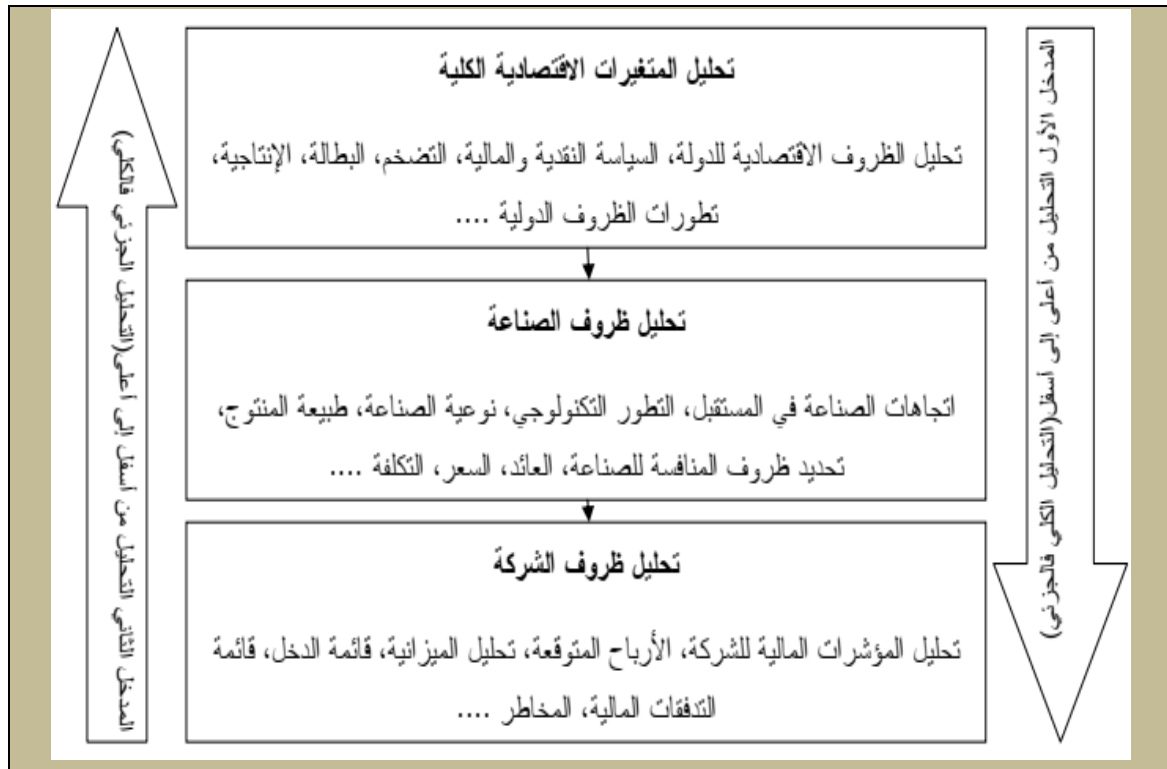 تحليل المتغيرات الاقتصادية الكلية
تحليل الظروف الاقتصادية للدولة، السياسة النقدية والمالية، التضخم، البطالة، الإنتاجية،
تطورات الظروف الدولية ....
تحليل ظروف الصناعة
اتجاهات الصناعة في المستقبل، التطور التكنولوجي، نوعية الصناعة، طبيعة المنتوج،
تحديد ظروف المنافسة للصناعة، العائد، السعر، التكلفة ....
تحليل ظروف الشركة
تحليل المؤشرات المالية للشركة، الأرباح المتوقعة، تحليل الميزانية، قائمة الدخل، قائمة
التدفقات المالية، المخاطر ....
المدخل الأول التحليل من أعلى إلى أسفل(التحليل الكلي فالجزئي)
المدخل الثاني التحليل من أسفل إلى أعلى(التحليل الجزئي فالكلي)